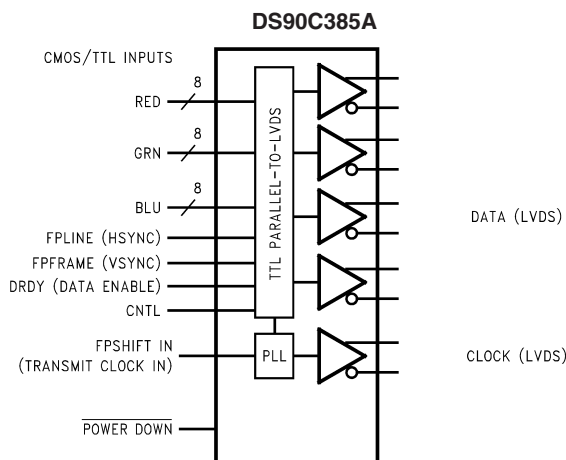 DS90C385A
CMOS/TTL INPUTS
8
RED
8
GRN
8
BLU
FPLINE (HSYNC)
FPFRAME (VSYNC)
DRDY (DATA ENABLE)
CNTL
FPSHIFT IN
(TRANSMIT CLOCK IN)
POWER DOWN
TTL PARALLEL-TO-LVDS
PLL
DATA (LVDS)
CLOCK (LVDS)